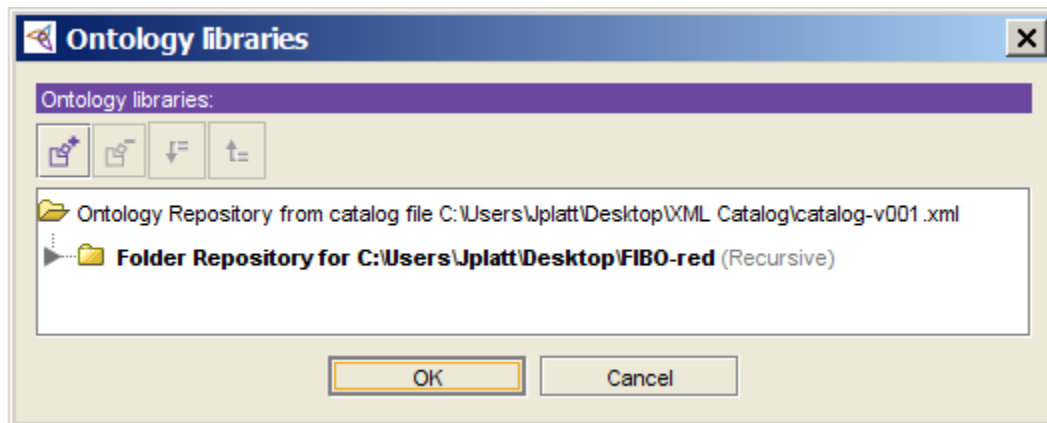 Ontology libraries
Ontology libraries:
Ontology Repository from catalog file C:\Users\Jplatt\Desktop\XML Catalog\catalog-v001.xml
Folder Repository for C:\Users\Jplatt\Desktop\FIBO-red (Recursive)
OK Cancel